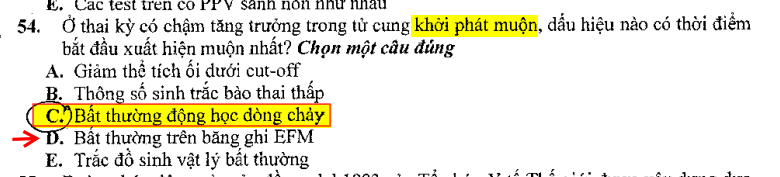 E. Các test trên có PPV sanh non như nhau
54. Ở thai kỳ có chậm tăng trưởng trong tử cung khởi phát muộn, dấu hiệu nào có thời điểm
bắt đầu xuất hiện muộn nhất? Chọn một câu đúng
A. Giảm thể tích ối dưới cut-off
B. Thông số sinh trắc bào thai thấp
C. Bất thường động học dòng chảy
D. Bất thường trên băng ghi EFM
E. Trắc đồ sinh vật lý bất thường